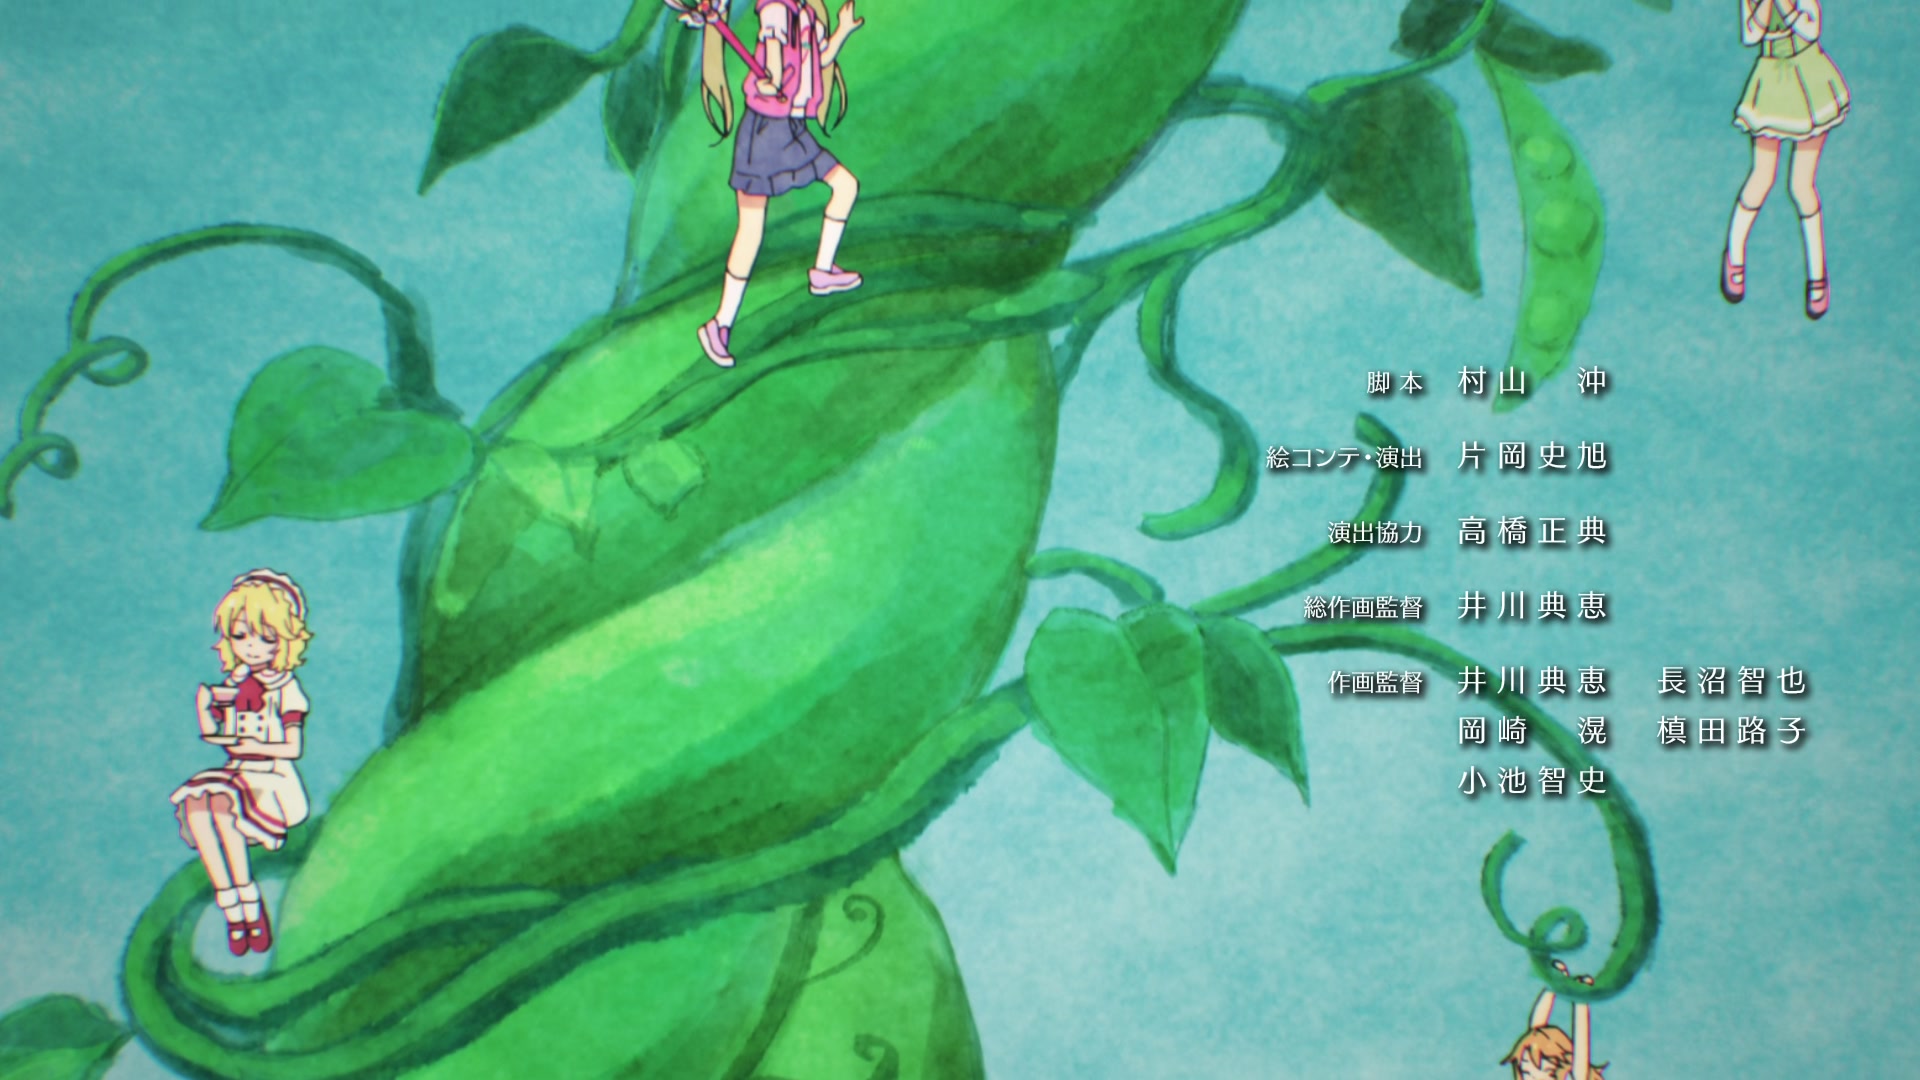 脚本 村山 沖
絵コンテ・演出 片岡史旭
演出協力 高橋正典
総作画監督 井川典恵
作画監督 井川典恵 長沼智也
岡崎 滉 槙田路子
小池智史